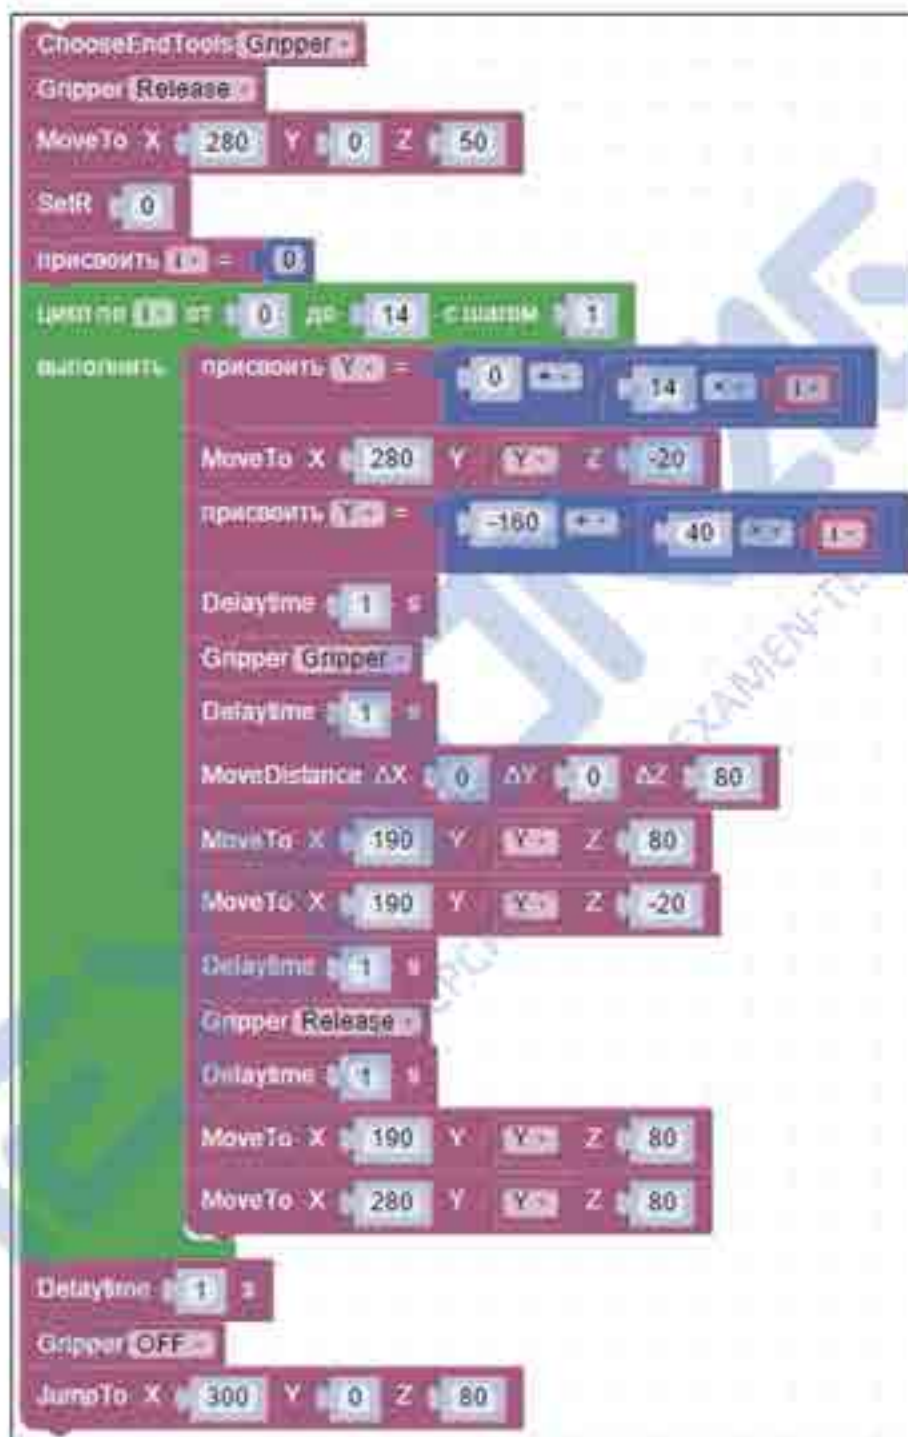 ChooseEndTools Gripper
Gripper Release
MoveTo X 280 Y 0 Z 50
SetR 0
присвоить i = 0
цикл по i от 0 до 14 с шагом 1
выполнить присвоить Y = 0 + 14 × i
MoveTo X 280 Y Y Z -20
присвоить Y = -160 + 40 × i
Delaytime 1 s
Gripper Gripper
Delaytime 1 s
MoveDistance ΔX 0 ΔY 0 ΔZ 80
MoveTo X 190 Y Y Z 80
MoveTo X 190 Y Y Z -20
Delaytime 1 s
Gripper Release
Delaytime 1 s
MoveTo X 190 Y Y Z 80
MoveTo X 280 Y Y Z 80
Delaytime 1 s
Gripper OFF
JumpTo X 300 Y 0 Z 80